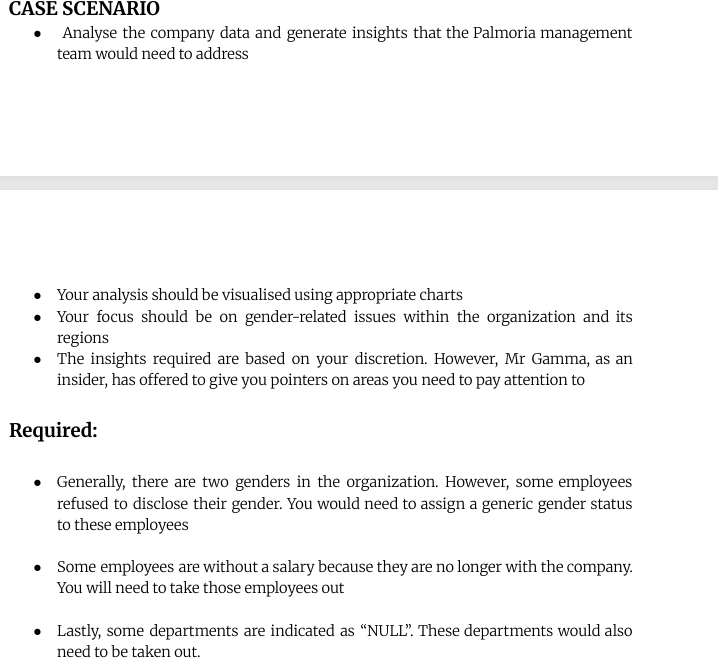 CASE SCENARIO
● Analyse the company data and generate insights that the Palmoria management
team would need to address
● Your analysis should be visualised using appropriate charts
● Your focus should be on gender-related issues within the organization and its
regions
● The insights required are based on your discretion. However, Mr Gamma, as an
insider, has offered to give you pointers on areas you need to pay attention to
Required:
● Generally, there are two genders in the organization. However, some employees
refused to disclose their gender. You would need to assign a generic gender status
to these employees
● Some employees are without a salary because they are no longer with the company.
You will need to take those employees out
● Lastly, some departments are indicated as “NULL”. These departments would also
need to be taken out.